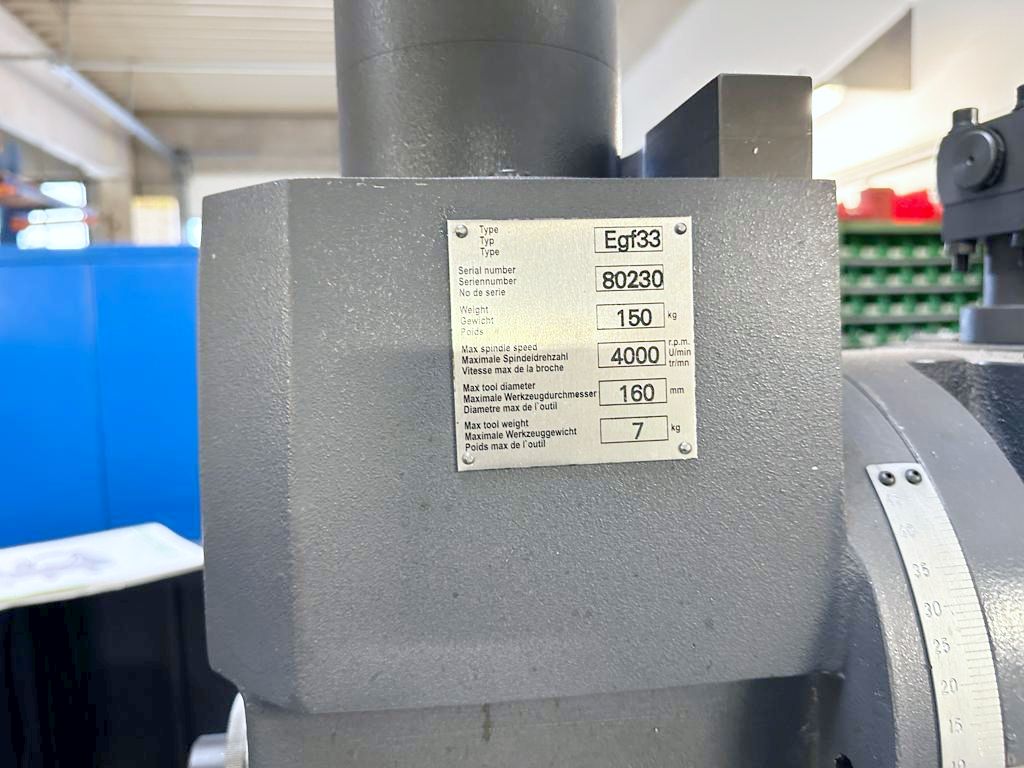 Type
Typ
Type
Egf33
Serial number
Seriennumber
No de serie
80230
Weight
Gewicht
Poids
150 kg
Max spindle speed
Maximale Spindeldrehzahl
Vitesse max de la broche
4000
r.p.m.
U/min
tr/mn
Max tool diameter
Maximale Werkzeugdurchmesser
Diametre max de l'outil
160 mm
Max tool weight
Maximale Werkzeuggewicht
Poids max de l'outil
7 kg
35
30
25
20
15
10